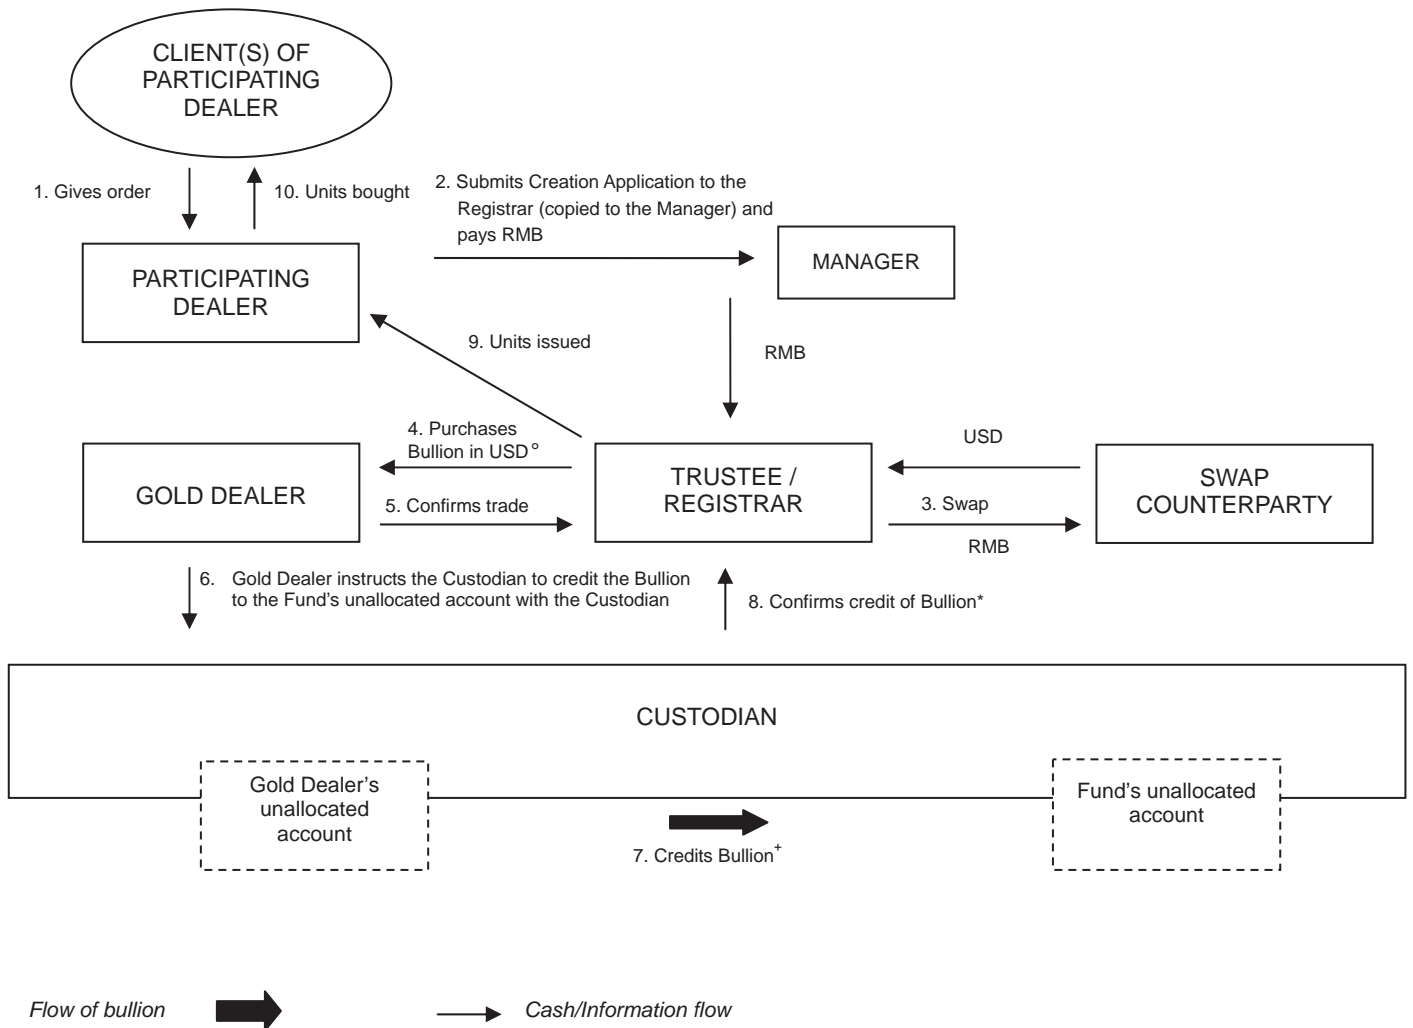 CLIENT(S) OF
PARTICIPATING
DEALER
1. Gives order
10. Units bought
2. Submits Creation Application to the
Registrar (copied to the Manager) and
pays RMB
PARTICIPATING
DEALER
MANAGER
9. Units issued
RMB
4. Purchases
Bullion in USD°
USD
GOLD DEALER
TRUSTEE /
REGISTRAR
SWAP
COUNTERPARTY
5. Confirms trade
3. Swap
RMB
6. Gold Dealer instructs the Custodian to credit the Bullion
to the Fund's unallocated account with the Custodian
8. Confirms credit of Bullion*
CUSTODIAN
Gold Dealer's
unallocated
account
Fund's unallocated
account
7. Credits Bullion+
Flow of bullion
Cash/Information flow